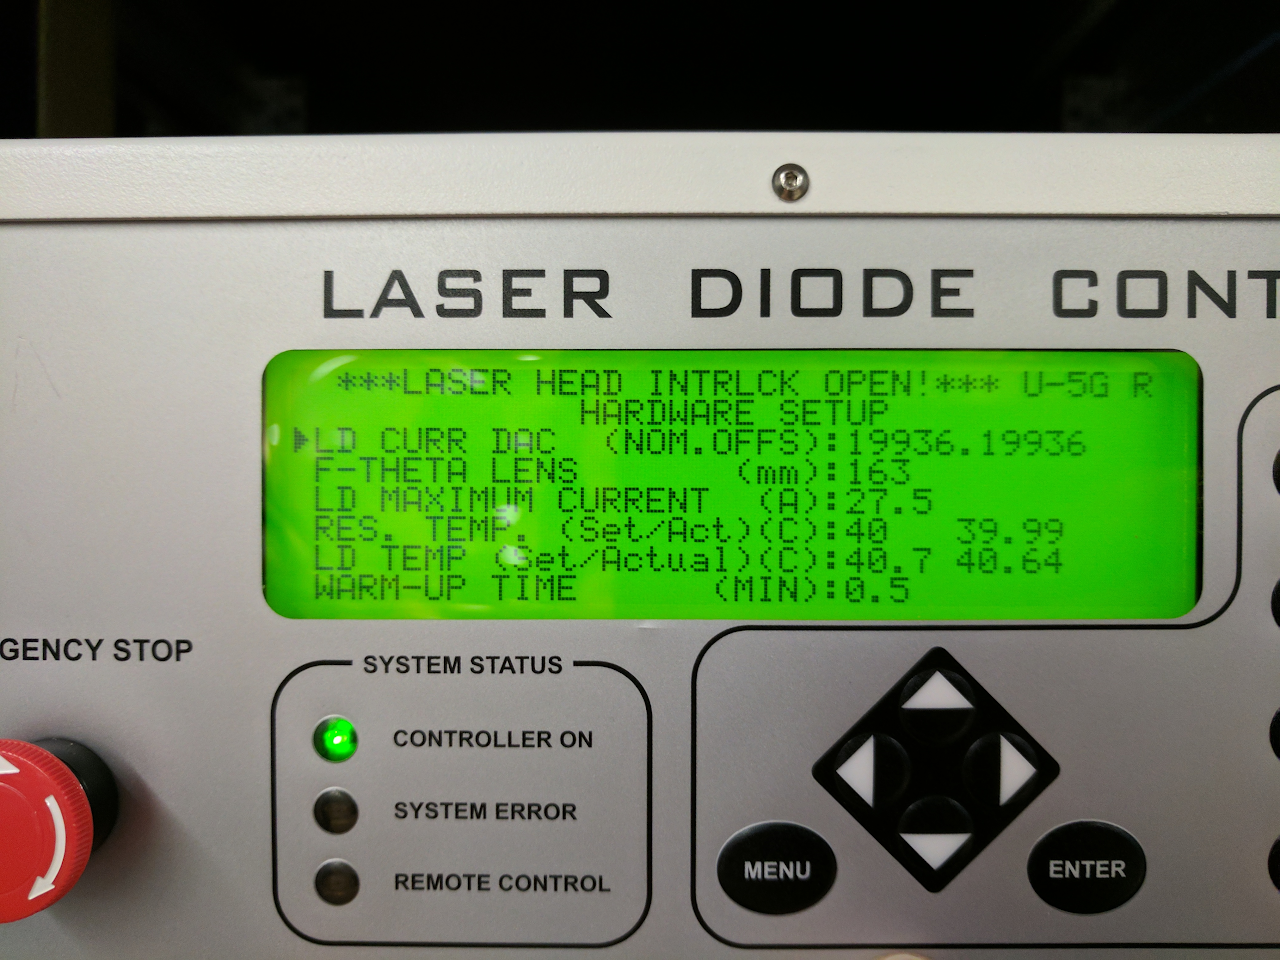 LASER DIODE CONT
***LASER HEAD INTRLCK OPEN!*** U-5G R
HARDWARE SETUP
▶LD CURR DAC (NOM.OFFS):19936.19936
F-THETA LENS (mm):163
LD MAXIMUM CURRENT (A):27.5
RES. TEMP. (Set/Act)(C):40 39.99
LD TEMP (Set/Actual)(C):40.7 40.64
WARM-UP TIME (MIN):0.5
GENCY STOP
SYSTEM STATUS
CONTROLLER ON
SYSTEM ERROR
REMOTE CONTROL
MENU
ENTER